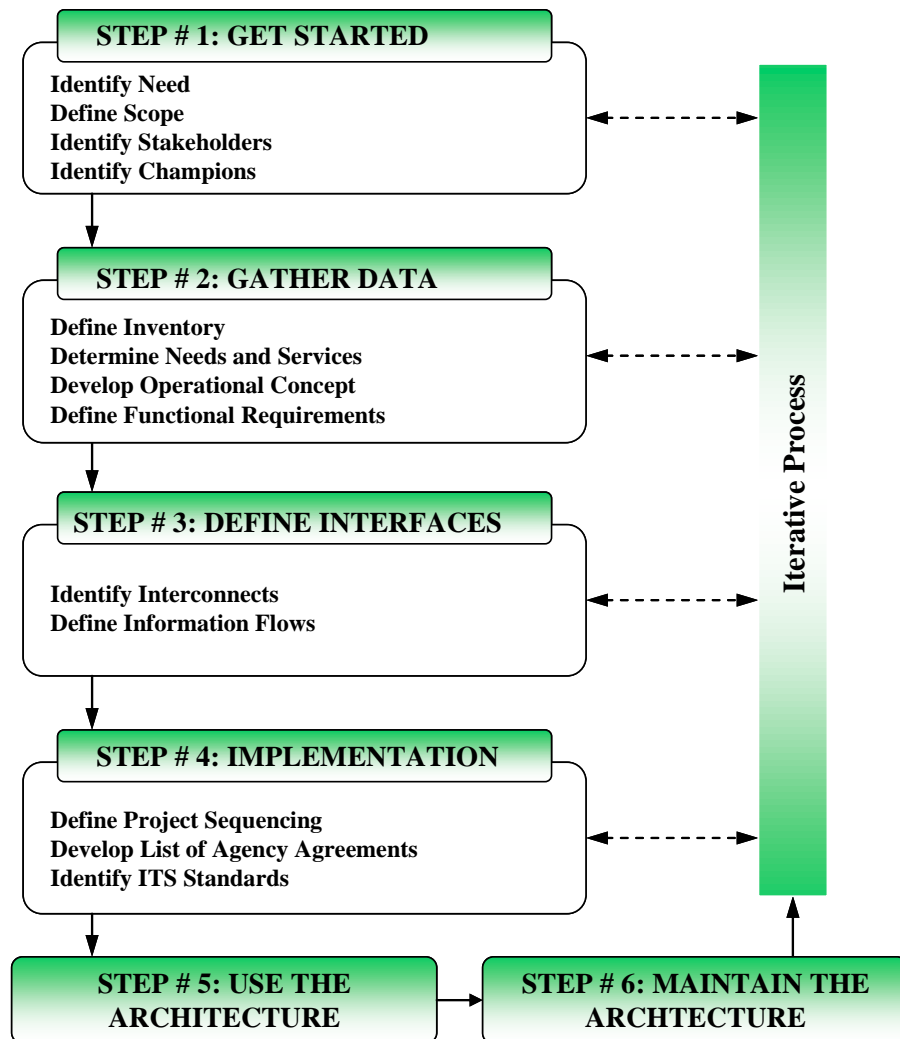 STEP # 1: GET STARTED
Identify Need
Define Scope
Identify Stakeholders
Identify Champions
STEP # 2: GATHER DATA
Define Inventory
Determine Needs and Services
Develop Operational Concept
Define Functional Requirements
STEP # 3: DEFINE INTERFACES
Identify Interconnects
Define Information Flows
STEP # 4: IMPLEMENTATION
Define Project Sequencing
Develop List of Agency Agreements
Identify ITS Standards
STEP # 5: USE THE
ARCHITECTURE
STEP # 6: MAINTAIN THE
ARCHTECTURE
Iterative Process